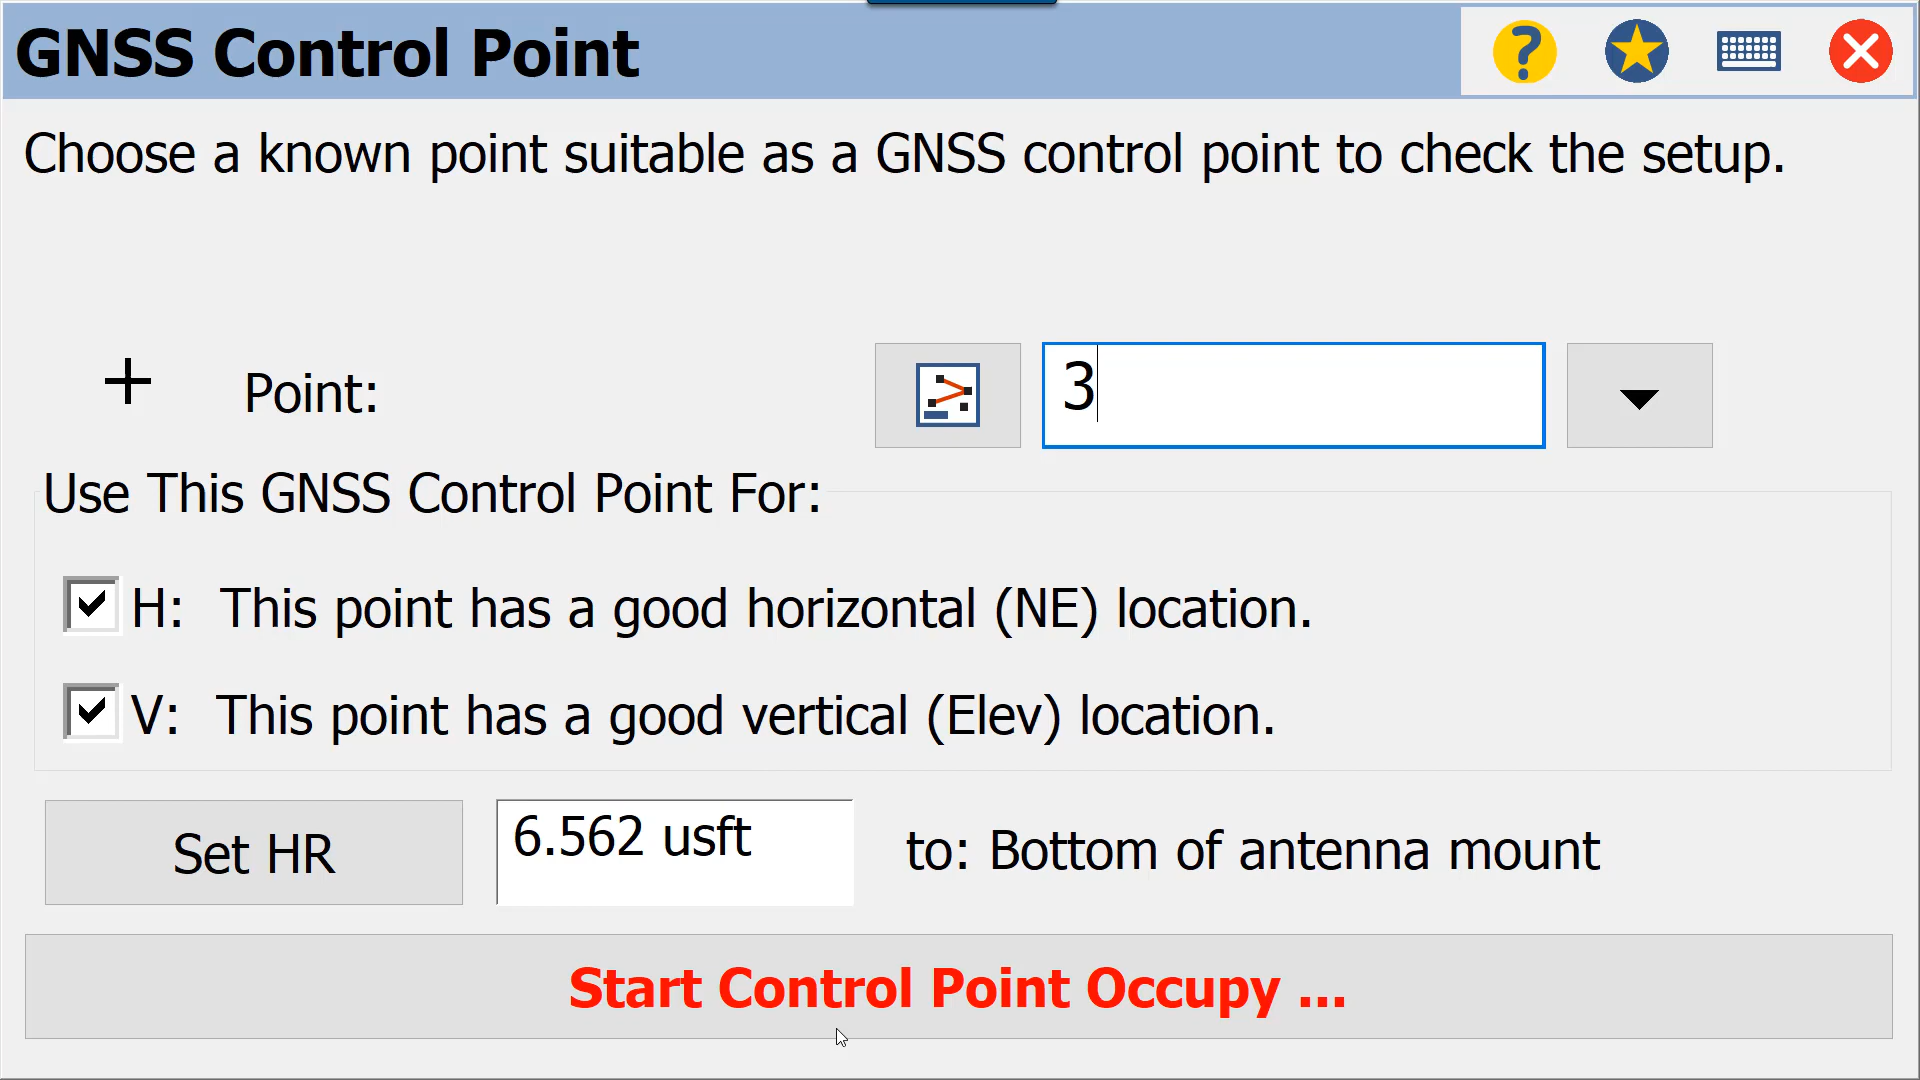 GNSS Control Point
Choose a known point suitable as a GNSS control point to check the setup.
Point: 3
Use This GNSS Control Point For:
H: This point has a good horizontal (NE) location.
V: This point has a good vertical (Elev) location.
Set HR 6.562 usft to: Bottom of antenna mount
Start Control Point Occupy ...